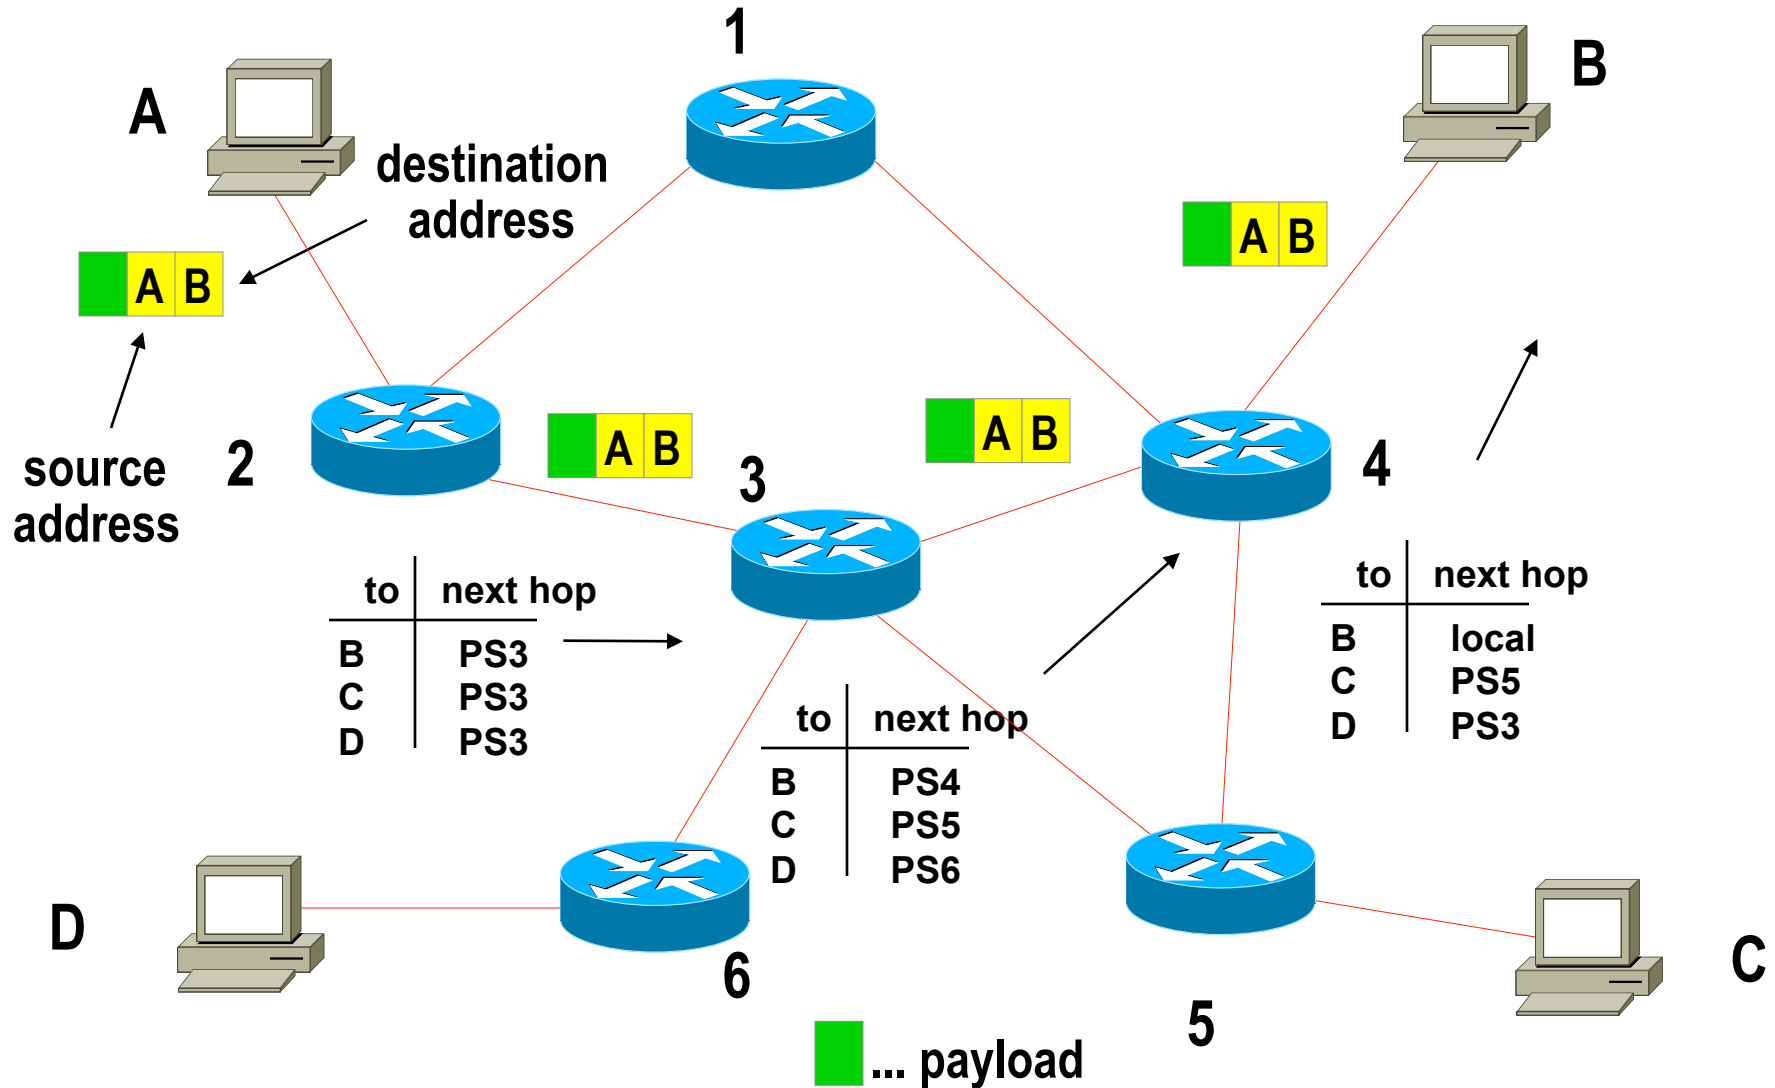 1
B
A
destination
address
A B
A B
A B
A B
2
3
4
source
address
to next hop
B PS3
C PS3
D PS3
to next hop
B local
C PS5
D PS3
to next hop
B PS4
C PS5
D PS6
D
6
C
5
... payload